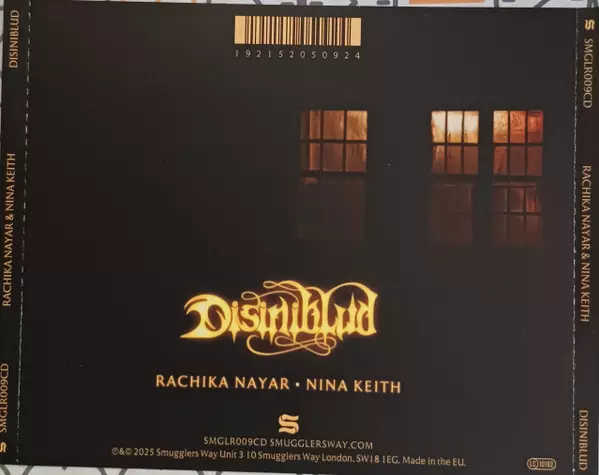 192152050924
Disiniblud
RACHIKA NAYAR • NINA KEITH
S
SMGLR009CD SMUGGLERSWAY.COM
℗&© 2025 Smugglers Way Unit 3 10 Smugglers Way London, SW18 1EG. Made in the EU.
DISINIBLUD
RACHIKA NAYAR & NINA KEITH
SMGLR009CD
S
S
SMGLR009CD
RACHIKA NAYAR & NINA KEITH
DISINIBLUD